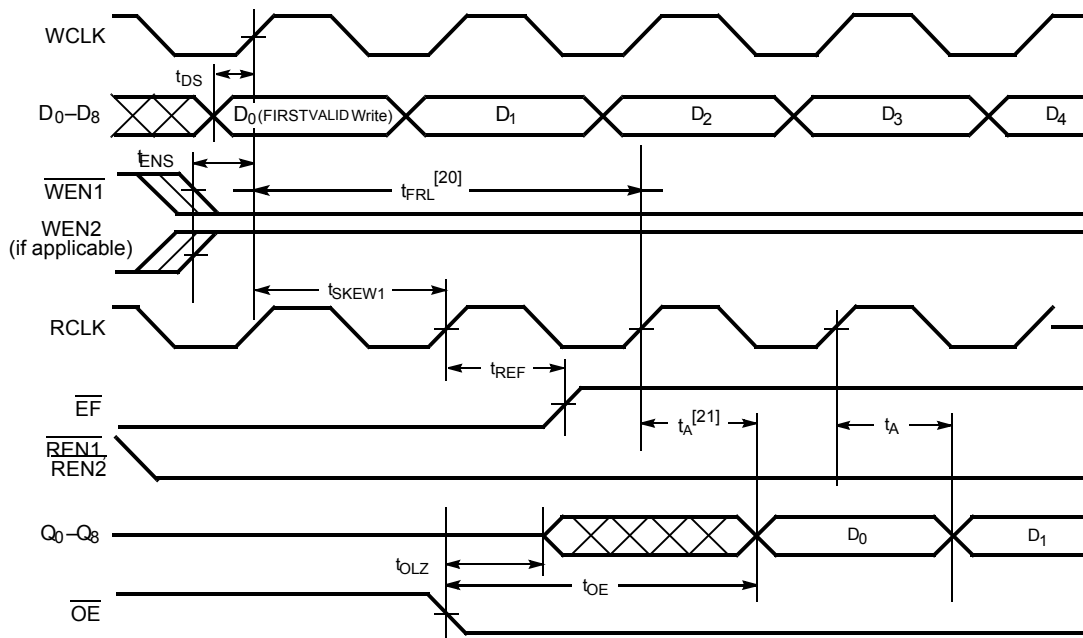 WCLK
tDS
D0–D8
D0 (FIRSTVALID Write)
D1
D2
D3
D4
tENS
WEN1
tFRL[20]
WEN2
(if applicable)
tSKEW1
RCLK
tREF
EF
tA[21]
tA
REN1,
REN2
Q0–Q8
D0
D1
tOLZ
tOE
OE